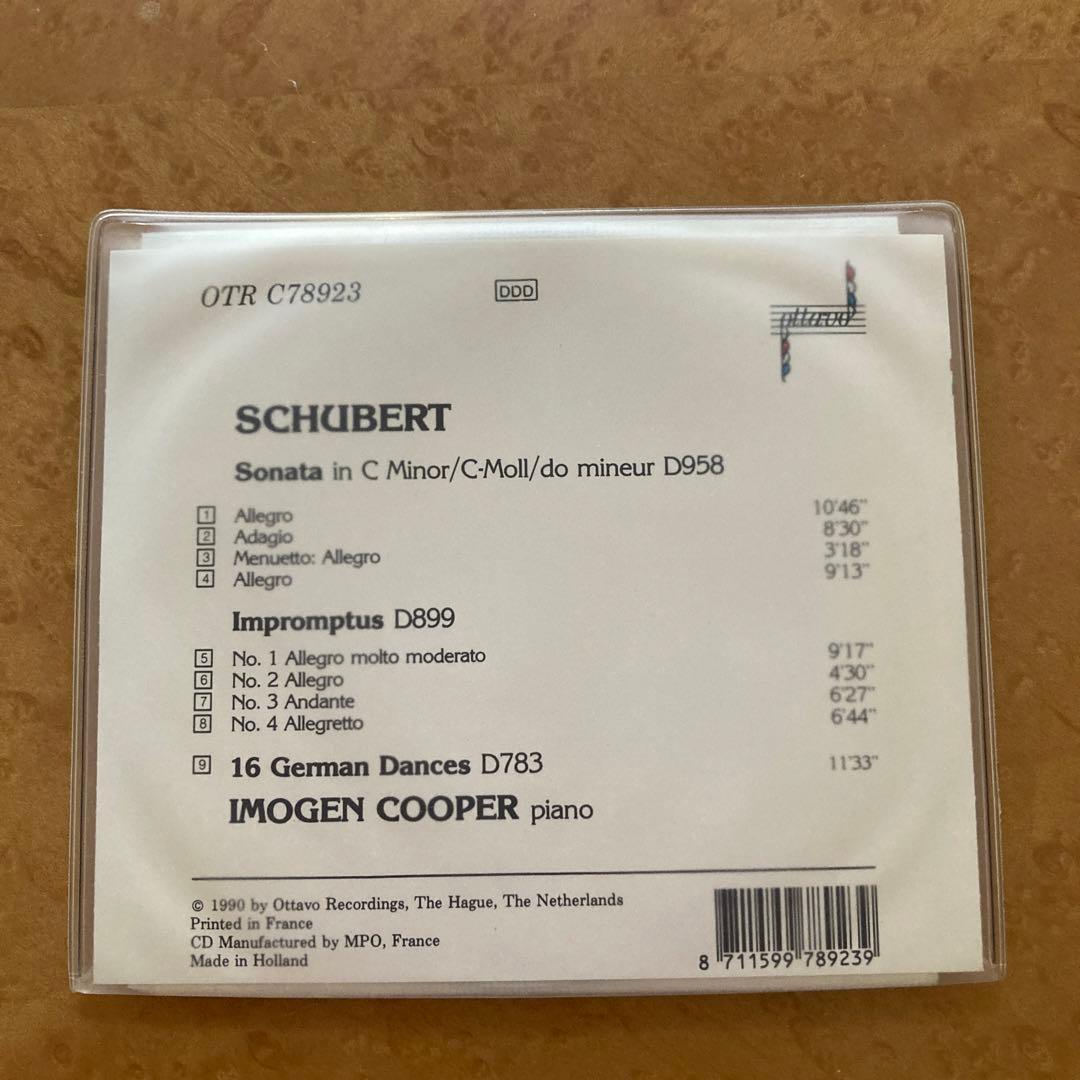 OTR C78923 DDD ottavo
SCHUBERT
Sonata in C Minor/C-Moll/do mineur D958
1 Allegro 10'46"
2 Adagio 8'30"
3 Menuetto: Allegro 3'18"
4 Allegro 9'13"
Impromptus D899
5 No. 1 Allegro molto moderato 9'17"
6 No. 2 Allegro 4'30"
7 No. 3 Andante 6'27"
8 No. 4 Allegretto 6'44"
9 16 German Dances D783 11'33"
IMOGEN COOPER piano
© 1990 by Ottavo Recordings, The Hague, The Netherlands
Printed in France
CD Manufactured by MPO, France
Made in Holland
8 711599 789239